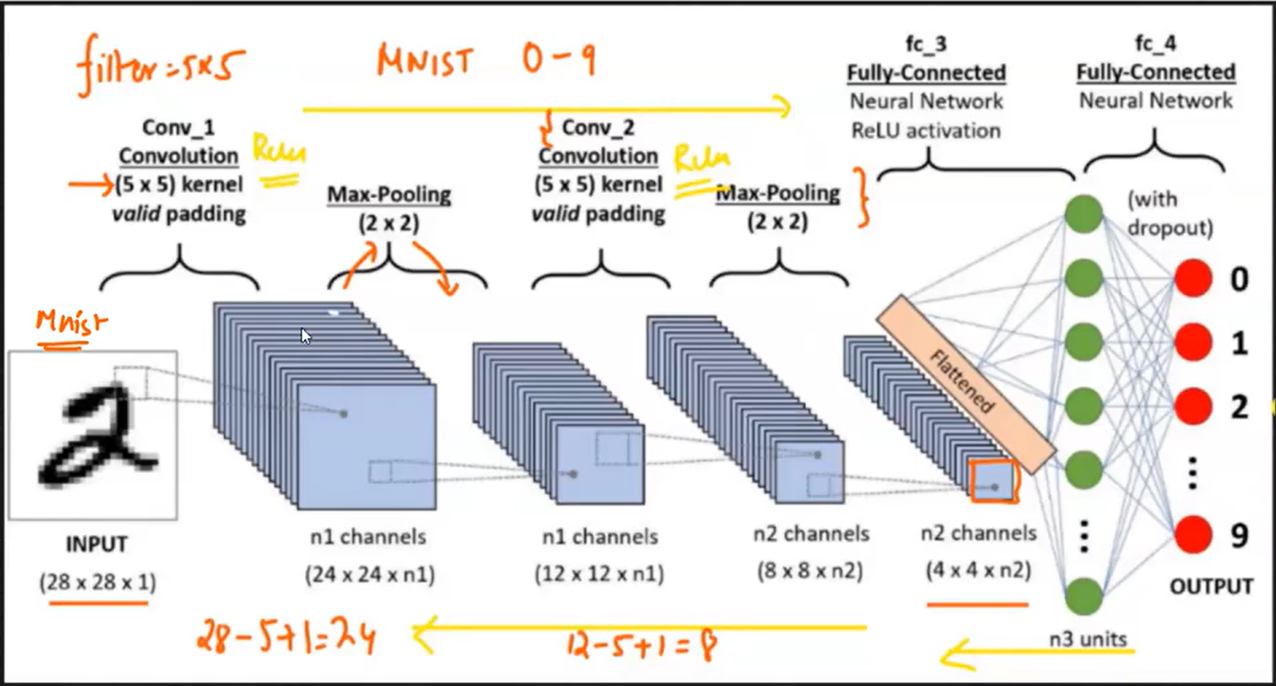 filter = 5x5
MNIST 0 - 9
Conv_1
Convolution
(5 x 5) kernel
valid padding
Relu
Max-Pooling
(2 x 2)
Conv_2
Convolution
(5 x 5) kernel
valid padding
Relu
Max-Pooling
(2 x 2)
fc_3
Fully-Connected
Neural Network
ReLU activation
fc_4
Fully-Connected
Neural Network
(with
dropout)
Mnist
Flattened
0
1
2
9
INPUT
(28 x 28 x 1)
n1 channels
(24 x 24 x n1)
n1 channels
(12 x 12 x n1)
n2 channels
(8 x 8 x n2)
n2 channels
(4 x 4 x n2)
OUTPUT
n3 units
28-5+1=24
12-5+1=8